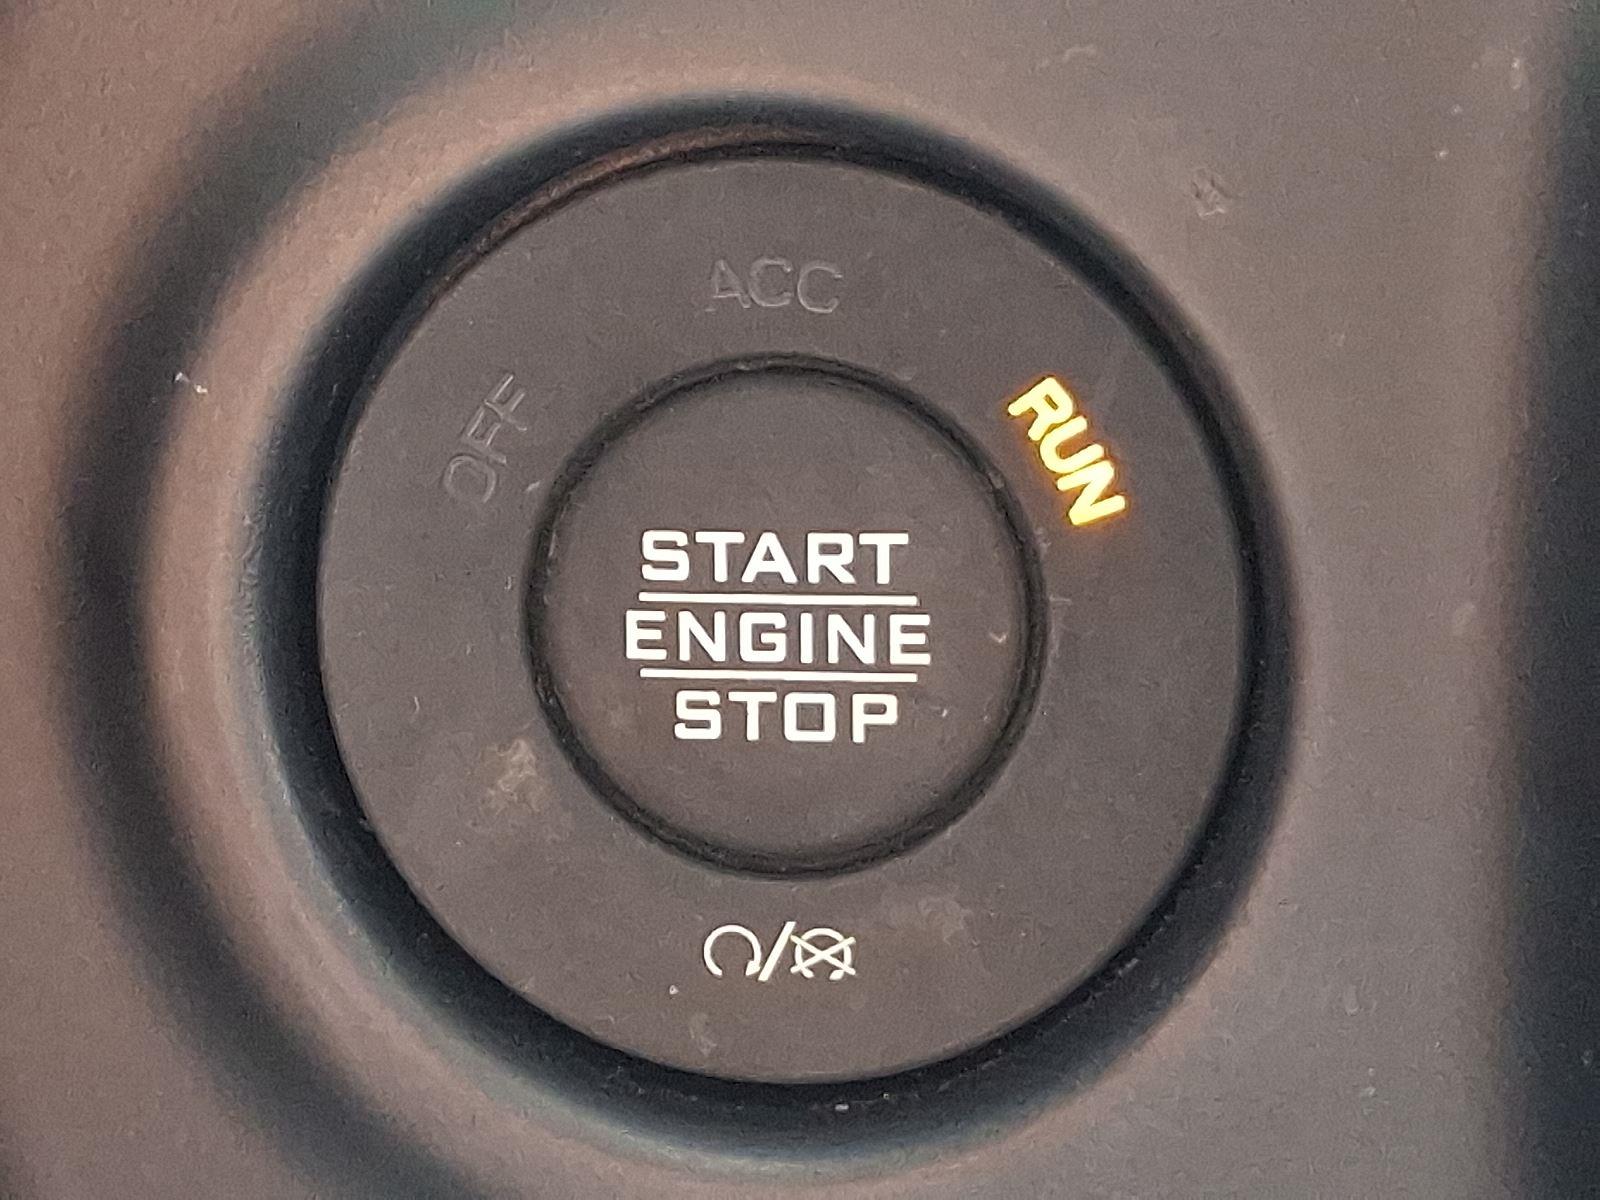 ACC
OFF
RUN
START
ENGINE
STOP